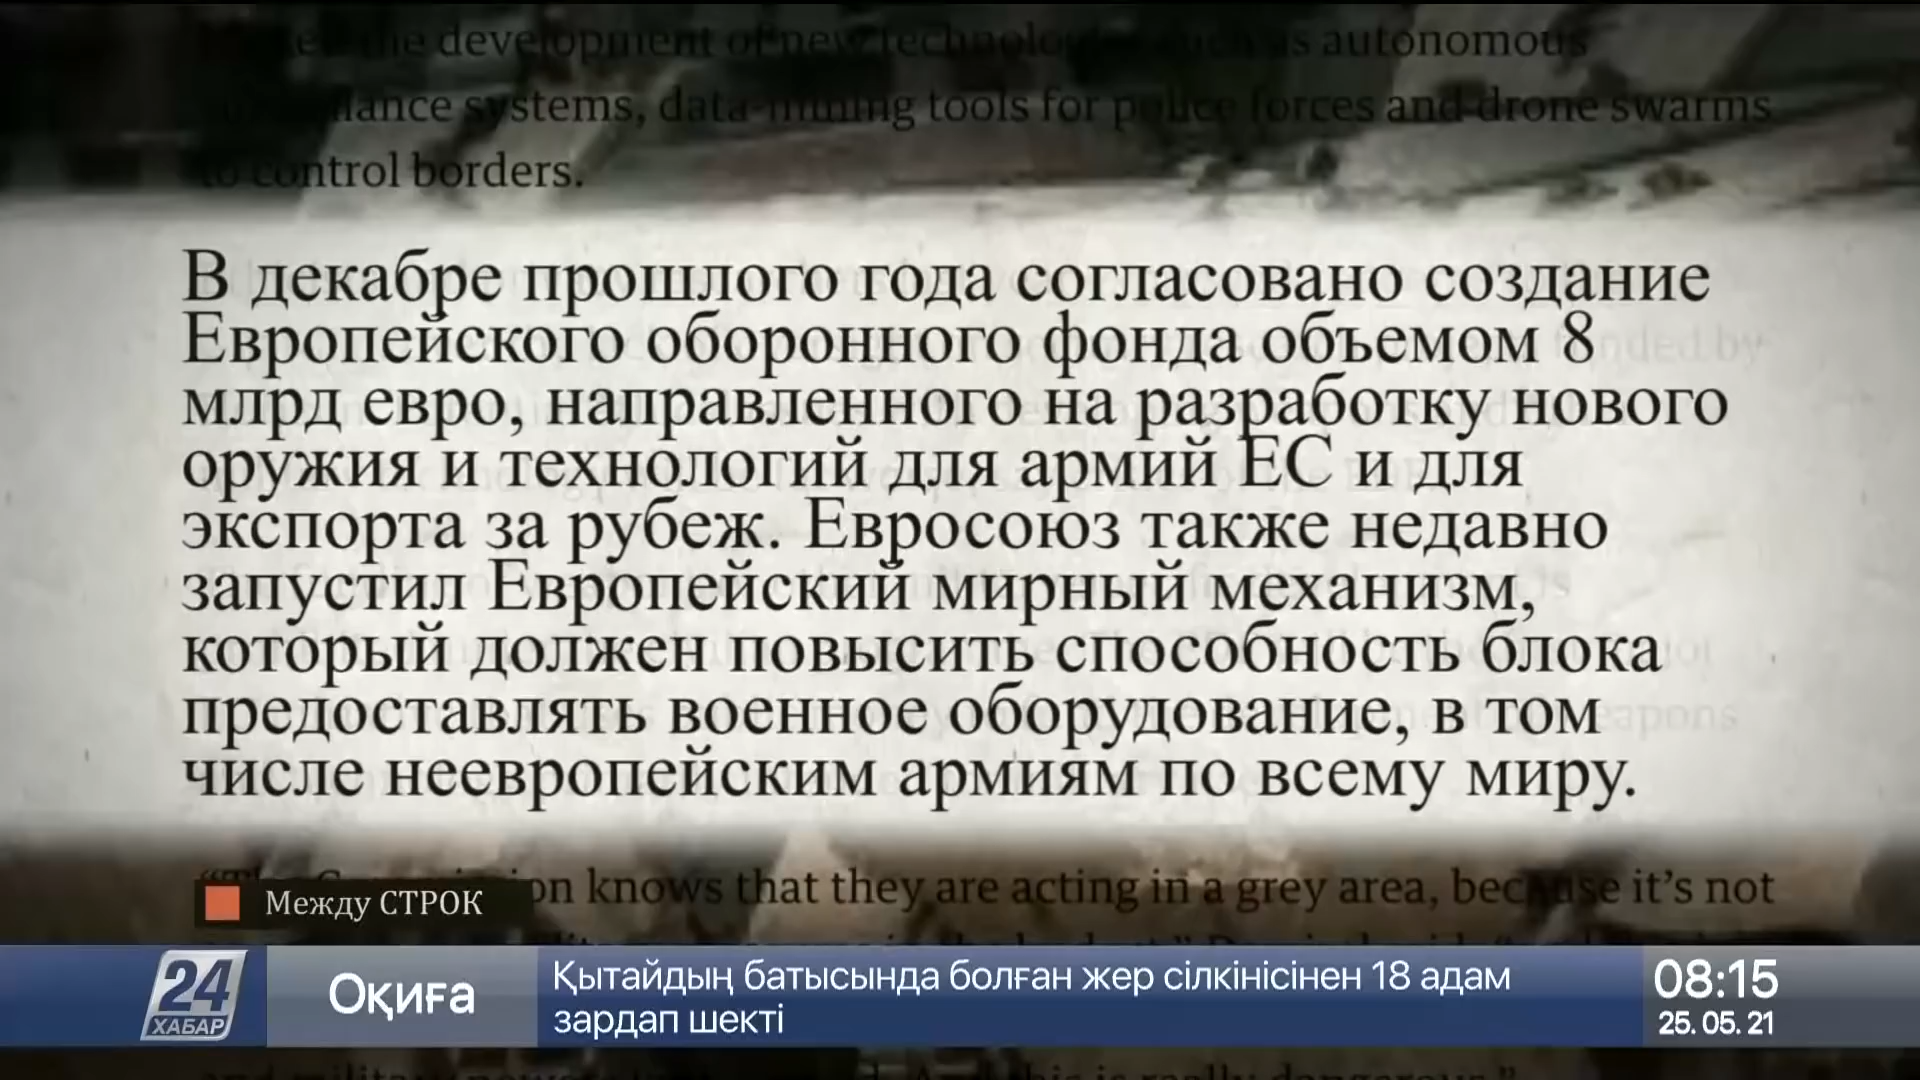 the development of new technologies such as autonomous
systems, data-mining tools for police forces and drone swarms
to control borders.
В декабре прошлого года согласовано создание
Европейского оборонного фонда объемом 8
млрд евро, направленного на разработку нового
оружия и технологий для армий ЕС и для
экспорта за рубеж. Евросоюз также недавно
запустил Европейский мирный механизм,
который должен повысить способность блока
предоставлять военное оборудование, в том
числе неевропейским армиям по всему миру.
knows that they are acting in a grey area, because it's not
Между СТРОК
24
ХАБАР
Оқиға
Қытайдың батысында болған жер сілкінісінен 18 адам
зардап шекті
08:15
25. 05. 21